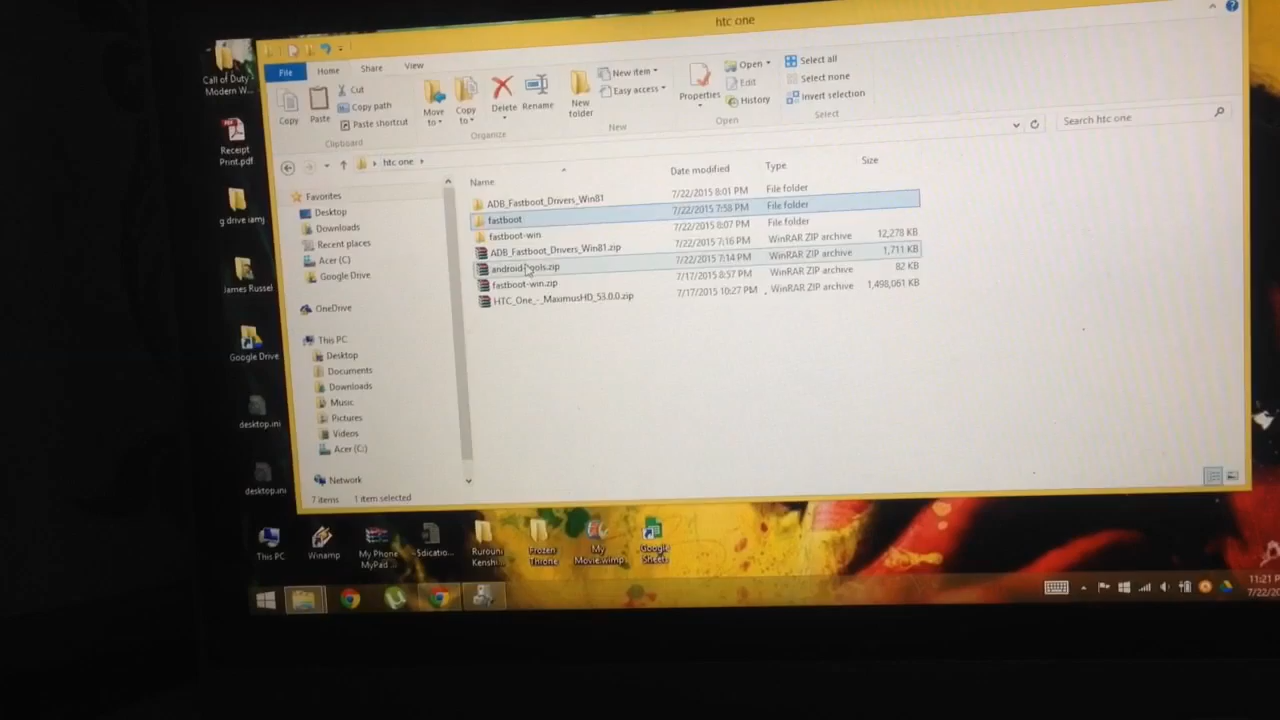 htc one
File Home Share View
Copy Paste Cut Copy path Paste shortcut Clipboard
Move to Copy to Delete Rename Organize
New folder New item Easy access New
Properties Open Edit History Open
Select all Select none Invert selection Select
htc one
Search htc one
Name Date modified Type Size
ADB_Fastboot_Drivers_Win81 7/22/2015 8:01 PM File folder
fastboot 7/22/2015 7:58 PM File folder
fastboot-win 7/22/2015 8:07 PM File folder
ADB_Fastboot_Drivers_Win81.zip 7/22/2015 7:16 PM WinRAR ZIP archive 12,278 KB
7/22/2015 7:14 PM WinRAR ZIP archive 1,711 KB
fastboot-win.zip 7/17/2015 8:57 PM WinRAR ZIP archive 82 KB
HTC_One_-_MaximusHD_53.0.0.zip 7/17/2015 10:27 PM WinRAR ZIP archive 1,498,061 KB
Favorites
Desktop
Downloads
Recent places
Acer (C)
Google Drive
OneDrive
This PC
Desktop
Documents
Downloads
Music
Pictures
Videos
Acer (C:)
Network
7 items 1 item selected
Call of Duty
Modern W...
Receipt
Print.pdf
g drive iamj
James Russel
Google Drive
desktop.ini
desktop.ini
This PC
Winamp
My Phone
MyPad ...
5dicatio...
Rurouni
Kenshi...
Frozen
Throne
My
Movie.wlmp
Google
Sheets
11:21 P
7/22/20